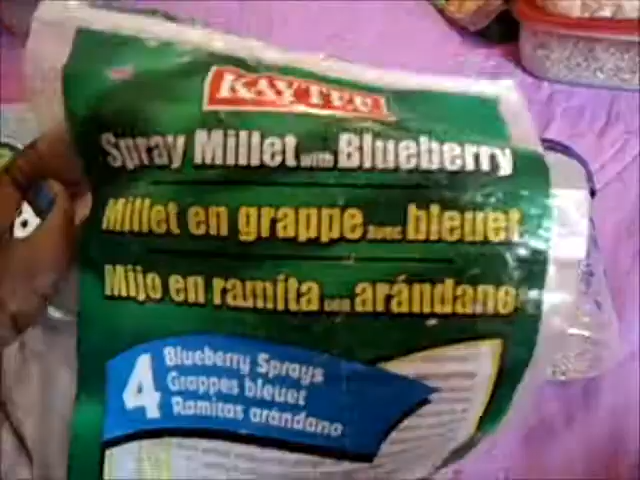 KAYTEE
Spray Millet with Blueberry
Millet en grappe avec bleuet
Mijo en ramita con arándano
4
Blueberry Sprays
Grappes bleuet
Ramitas arándano